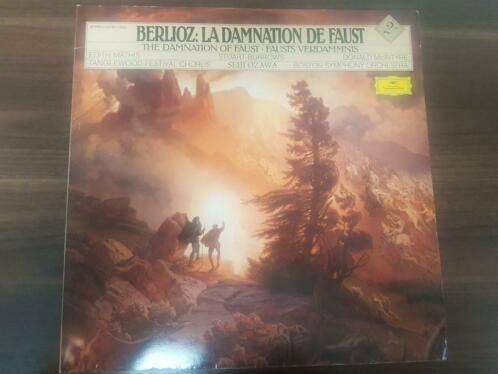 BERLIOZ: LA DAMNATION DE FAUST
THE DAMNATION OF FAUST · FAUSTS VERDAMMNIS
EDITH MATHIS STUART BURROWS DONALD McINTYRE
TANGLEWOOD FESTIVAL CHORUS SEIJI OZAWA BOSTON SYMPHONY ORCHESTRA